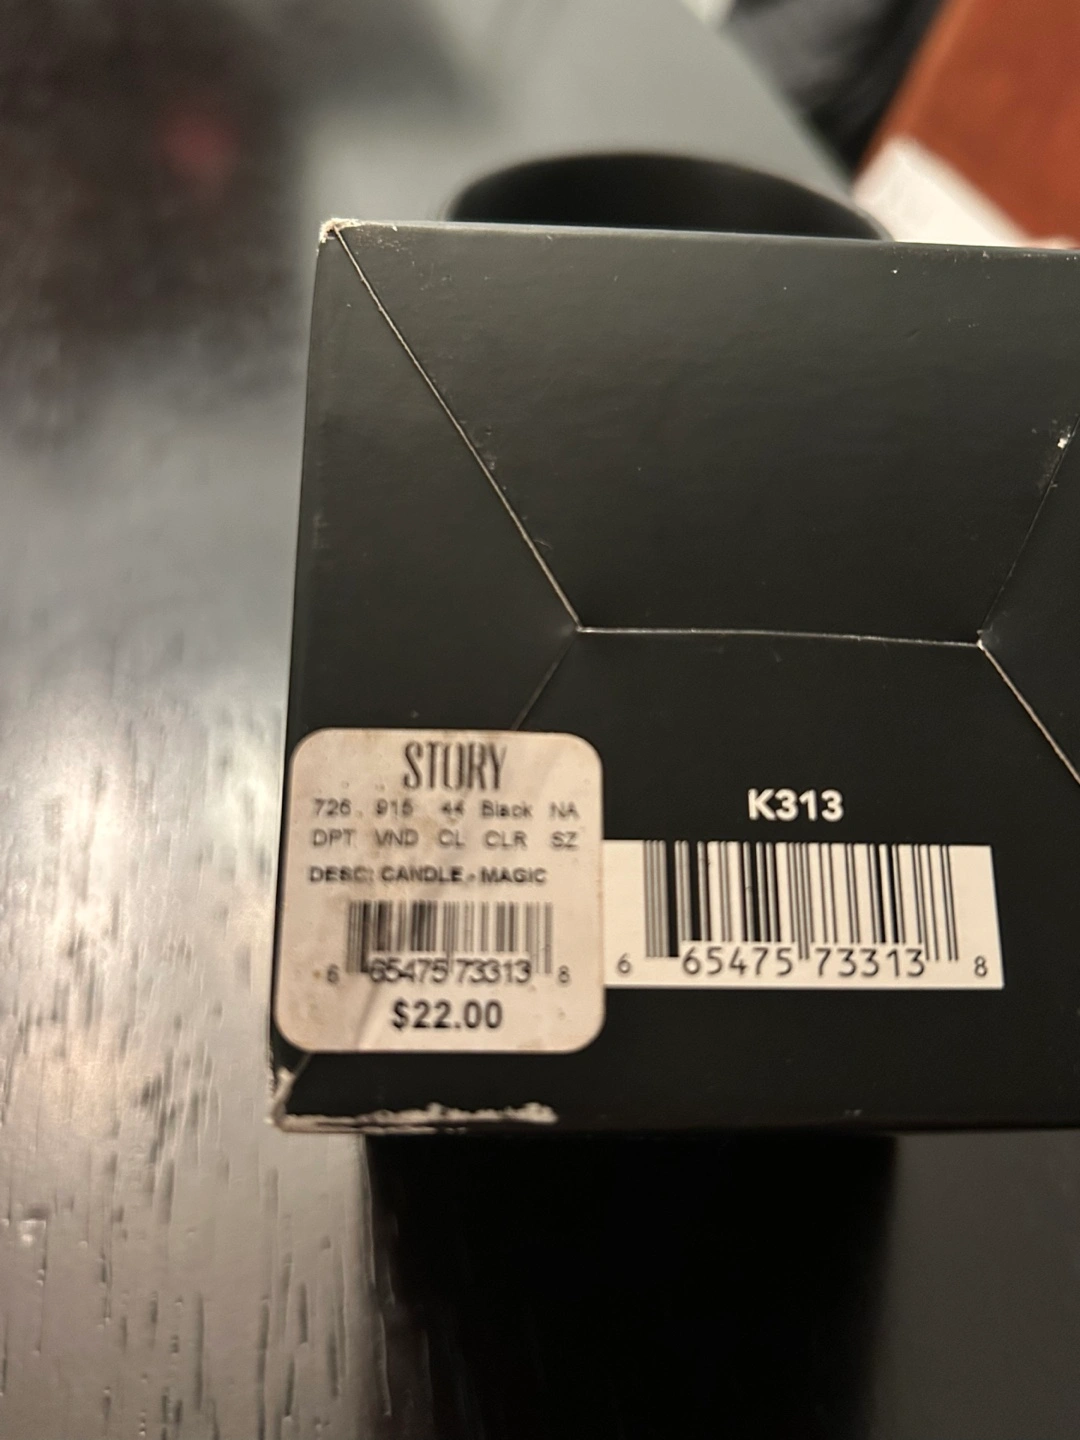 STORY
726 915 44 Black NA
DPT VND CL CLR SZ
DESC: CANDLE - MAGIC
6 65475 73313 8
$22.00
K313
6 65475 73313 8